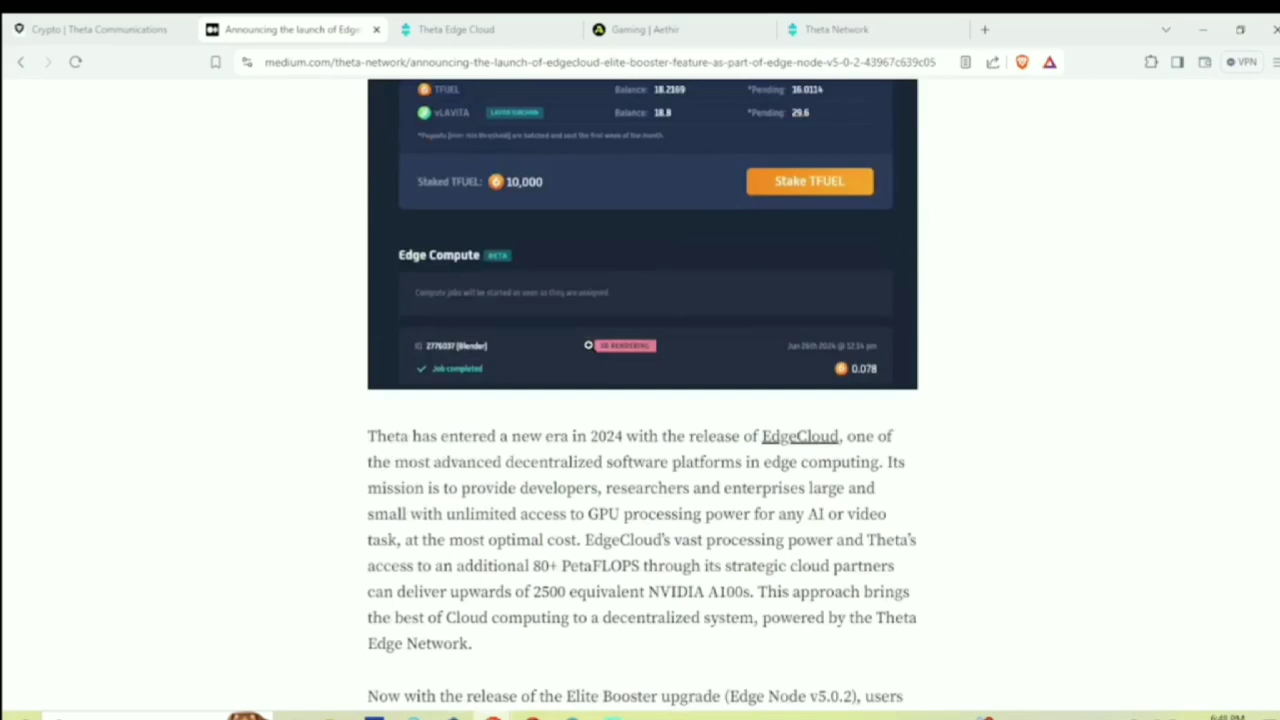 Crypto | Theta Communications
Announcing the launch of Edge
Theta Edge Cloud
Gaming | Aethir
Theta Network
medium.com/theta-network/announcing-the-launch-of-edgecloud-elite-booster-feature-as-part-of-edge-node-v5-0-2-43967c639c05
VPN
TFUEL Balance: 18.2169 *Pending: 16.0114
vLAVITA LAVITA SUBCHAIN Balance: 18.8 *Pending: 29.6
*Payouts (over min threshold) are batched and sent the first week of the month.
Staked TFUEL: 10,000 Stake TFUEL
Edge Compute BETA
Compute jobs will be started as soon as they are assigned
ID 2776037 [Blender] 3D RENDERING Jun 26th 2024 @ 12:14 pm
Job completed 0.078
Theta has entered a new era in 2024 with the release of EdgeCloud, one of
the most advanced decentralized software platforms in edge computing. Its
mission is to provide developers, researchers and enterprises large and
small with unlimited access to GPU processing power for any AI or video
task, at the most optimal cost. EdgeCloud's vast processing power and Theta's
access to an additional 80+ PetaFLOPS through its strategic cloud partners
can deliver upwards of 2500 equivalent NVIDIA A100s. This approach brings
the best of Cloud computing to a decentralized system, powered by the Theta
Edge Network.
Now with the release of the Elite Booster upgrade (Edge Node v5.0.2), users
6:48 PM